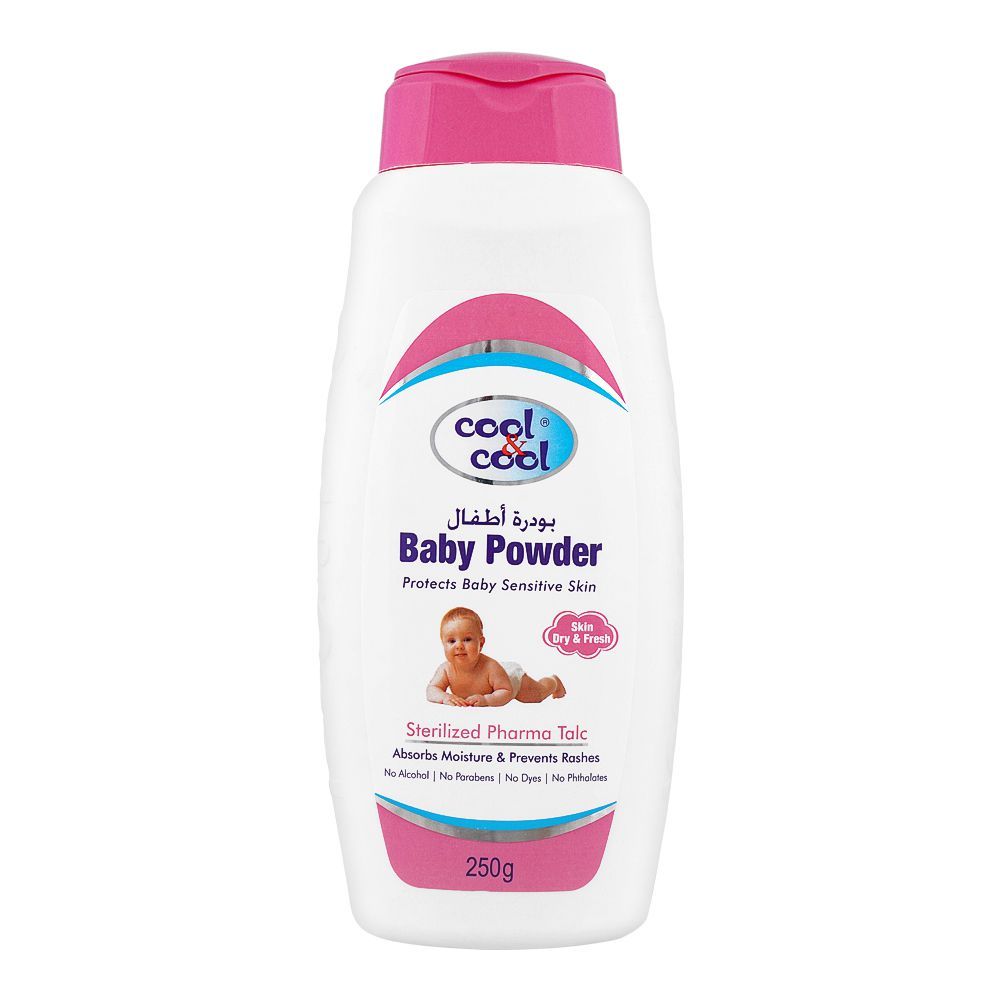 cool®
&
cool
بودرة أطفال
Baby Powder
Protects Baby Sensitive Skin
Skin
Dry & Fresh
Sterilized Pharma Talc
Absorbs Moisture & Prevents Rashes
No Alcohol | No Parabens | No Dyes | No Phthalates
250g